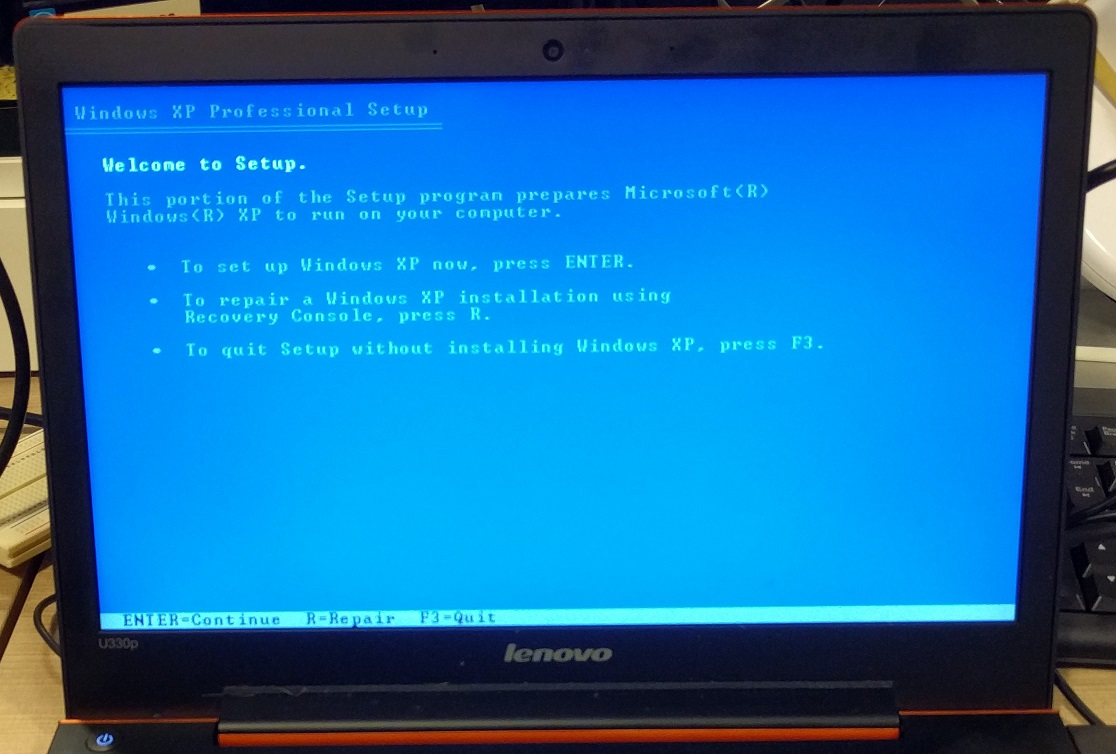 Windows XP Professional Setup
Welcome to Setup.
This portion of the Setup program prepares Microsoft(R)
Windows(R) XP to run on your computer.
• To set up Windows XP now, press ENTER.
• To repair a Windows XP installation using
Recovery Console, press R.
• To quit Setup without installing Windows XP, press F3.
ENTER=Continue R=Repair F3=Quit
U330p
lenovo
Home
End